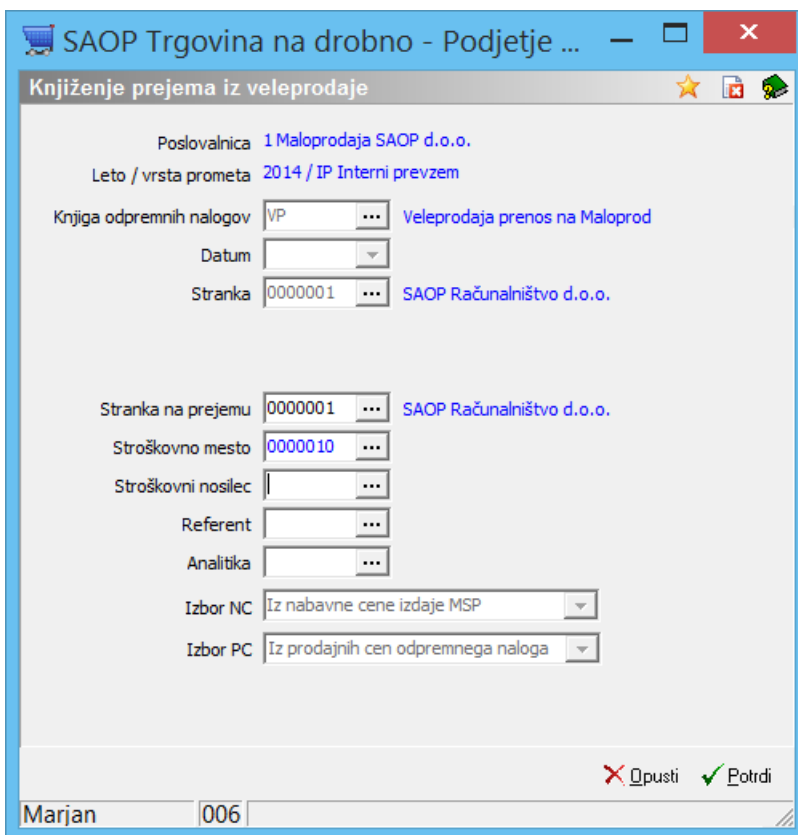 SAOP Trgovina na drobno - Podjetje ...
Knjiženje prejema iz veleprodaje
Poslovalnica 1 Maloprodaja SAOP d.o.o.
Leto / vrsta prometa 2014 / IP Interni prevzem
Knjiga odpremnih nalogov VP ... Veleprodaja prenos na Maloprod
Datum
Stranka 0000001 ... SAOP Računalništvo d.o.o.
Stranka na prejemu 0000001 ... SAOP Računalništvo d.o.o.
Stroškovno mesto 0000010 ...
Stroškovni nosilec ...
Referent ...
Analitika ...
Izbor NC Iz nabavne cene izdaje MSP
Izbor PC Iz prodajnih cen odpremnega naloga
Opusti Potrdi
Marjan 006